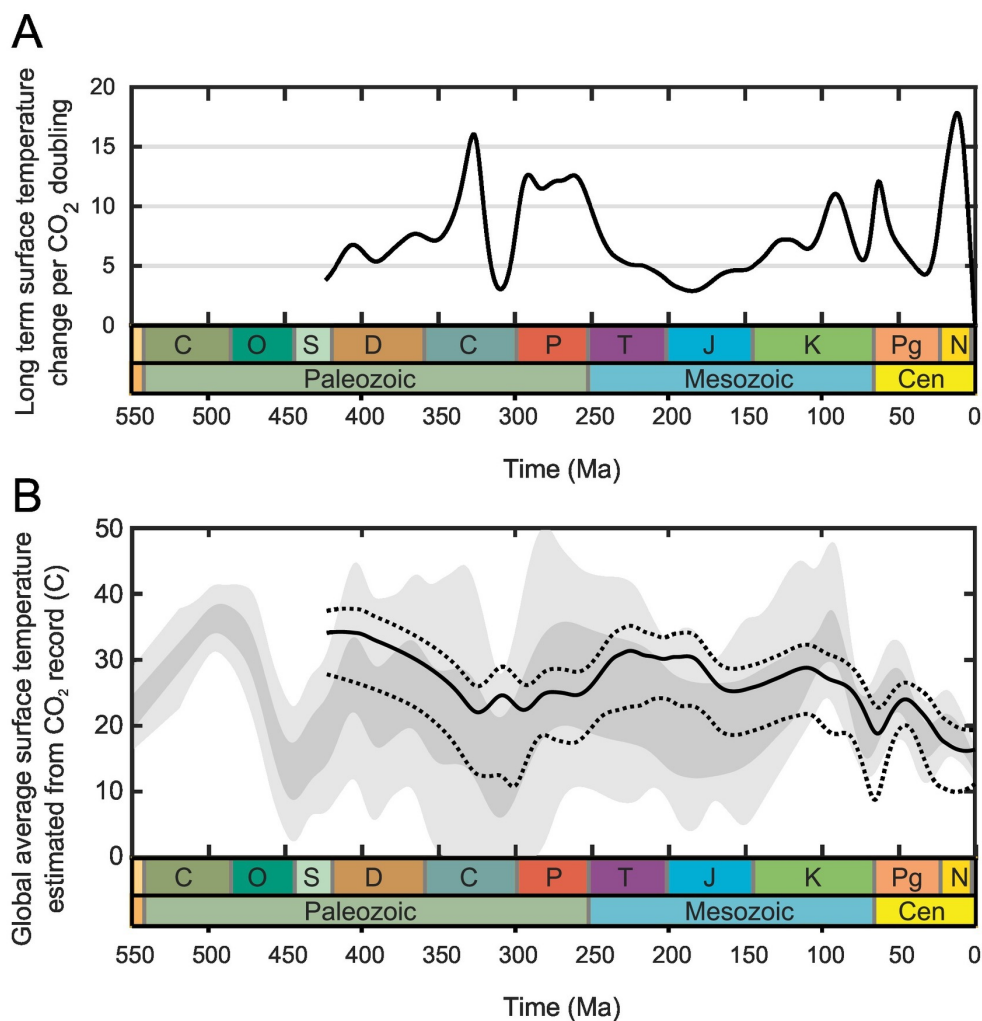 A
Long term surface temperature
change per CO₂ doubling
20
15
10
5
0
C O S D C P T J K Pg N
Paleozoic Mesozoic Cen
550 500 450 400 350 300 250 200 150 100 50 0
Time (Ma)
B
Global average surface temperature
estimated from CO₂ record (C)
50
40
30
20
10
0
C O S D C P T J K Pg N
Paleozoic Mesozoic Cen
550 500 450 400 350 300 250 200 150 100 50 0
Time (Ma)